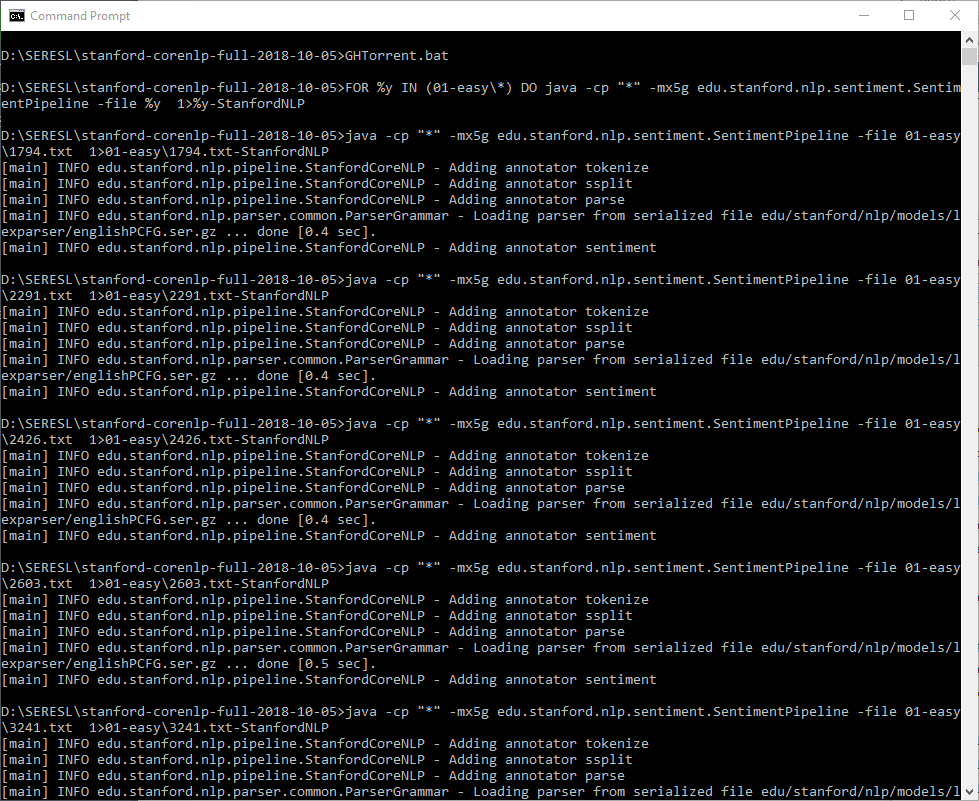 Command Prompt
D:\SERESL\stanford-corenlp-full-2018-10-05>GHTorrent.bat
D:\SERESL\stanford-corenlp-full-2018-10-05>FOR %y IN (01-easy\*) DO java -cp "*" -mx5g edu.stanford.nlp.sentiment.Sentim
entPipeline -file %y  1>%y-StanfordNLP
D:\SERESL\stanford-corenlp-full-2018-10-05>java -cp "*" -mx5g edu.stanford.nlp.sentiment.SentimentPipeline -file 01-easy
\1794.txt  1>01-easy\1794.txt-StanfordNLP
[main] INFO edu.stanford.nlp.pipeline.StanfordCoreNLP - Adding annotator tokenize
[main] INFO edu.stanford.nlp.pipeline.StanfordCoreNLP - Adding annotator ssplit
[main] INFO edu.stanford.nlp.pipeline.StanfordCoreNLP - Adding annotator parse
[main] INFO edu.stanford.nlp.parser.common.ParserGrammar - Loading parser from serialized file edu/stanford/nlp/models/l
exparser/englishPCFG.ser.gz ... done [0.4 sec].
[main] INFO edu.stanford.nlp.pipeline.StanfordCoreNLP - Adding annotator sentiment
D:\SERESL\stanford-corenlp-full-2018-10-05>java -cp "*" -mx5g edu.stanford.nlp.sentiment.SentimentPipeline -file 01-easy
\2291.txt  1>01-easy\2291.txt-StanfordNLP
[main] INFO edu.stanford.nlp.pipeline.StanfordCoreNLP - Adding annotator tokenize
[main] INFO edu.stanford.nlp.pipeline.StanfordCoreNLP - Adding annotator ssplit
[main] INFO edu.stanford.nlp.pipeline.StanfordCoreNLP - Adding annotator parse
[main] INFO edu.stanford.nlp.parser.common.ParserGrammar - Loading parser from serialized file edu/stanford/nlp/models/l
exparser/englishPCFG.ser.gz ... done [0.4 sec].
[main] INFO edu.stanford.nlp.pipeline.StanfordCoreNLP - Adding annotator sentiment
D:\SERESL\stanford-corenlp-full-2018-10-05>java -cp "*" -mx5g edu.stanford.nlp.sentiment.SentimentPipeline -file 01-easy
\2426.txt  1>01-easy\2426.txt-StanfordNLP
[main] INFO edu.stanford.nlp.pipeline.StanfordCoreNLP - Adding annotator tokenize
[main] INFO edu.stanford.nlp.pipeline.StanfordCoreNLP - Adding annotator ssplit
[main] INFO edu.stanford.nlp.pipeline.StanfordCoreNLP - Adding annotator parse
[main] INFO edu.stanford.nlp.parser.common.ParserGrammar - Loading parser from serialized file edu/stanford/nlp/models/l
exparser/englishPCFG.ser.gz ... done [0.4 sec].
[main] INFO edu.stanford.nlp.pipeline.StanfordCoreNLP - Adding annotator sentiment
D:\SERESL\stanford-corenlp-full-2018-10-05>java -cp "*" -mx5g edu.stanford.nlp.sentiment.SentimentPipeline -file 01-easy
\2603.txt  1>01-easy\2603.txt-StanfordNLP
[main] INFO edu.stanford.nlp.pipeline.StanfordCoreNLP - Adding annotator tokenize
[main] INFO edu.stanford.nlp.pipeline.StanfordCoreNLP - Adding annotator ssplit
[main] INFO edu.stanford.nlp.pipeline.StanfordCoreNLP - Adding annotator parse
[main] INFO edu.stanford.nlp.parser.common.ParserGrammar - Loading parser from serialized file edu/stanford/nlp/models/l
exparser/englishPCFG.ser.gz ... done [0.5 sec].
[main] INFO edu.stanford.nlp.pipeline.StanfordCoreNLP - Adding annotator sentiment
D:\SERESL\stanford-corenlp-full-2018-10-05>java -cp "*" -mx5g edu.stanford.nlp.sentiment.SentimentPipeline -file 01-easy
\3241.txt  1>01-easy\3241.txt-StanfordNLP
[main] INFO edu.stanford.nlp.pipeline.StanfordCoreNLP - Adding annotator tokenize
[main] INFO edu.stanford.nlp.pipeline.StanfordCoreNLP - Adding annotator ssplit
[main] INFO edu.stanford.nlp.pipeline.StanfordCoreNLP - Adding annotator parse
[main] INFO edu.stanford.nlp.parser.common.ParserGrammar - Loading parser from serialized file edu/stanford/nlp/models/l